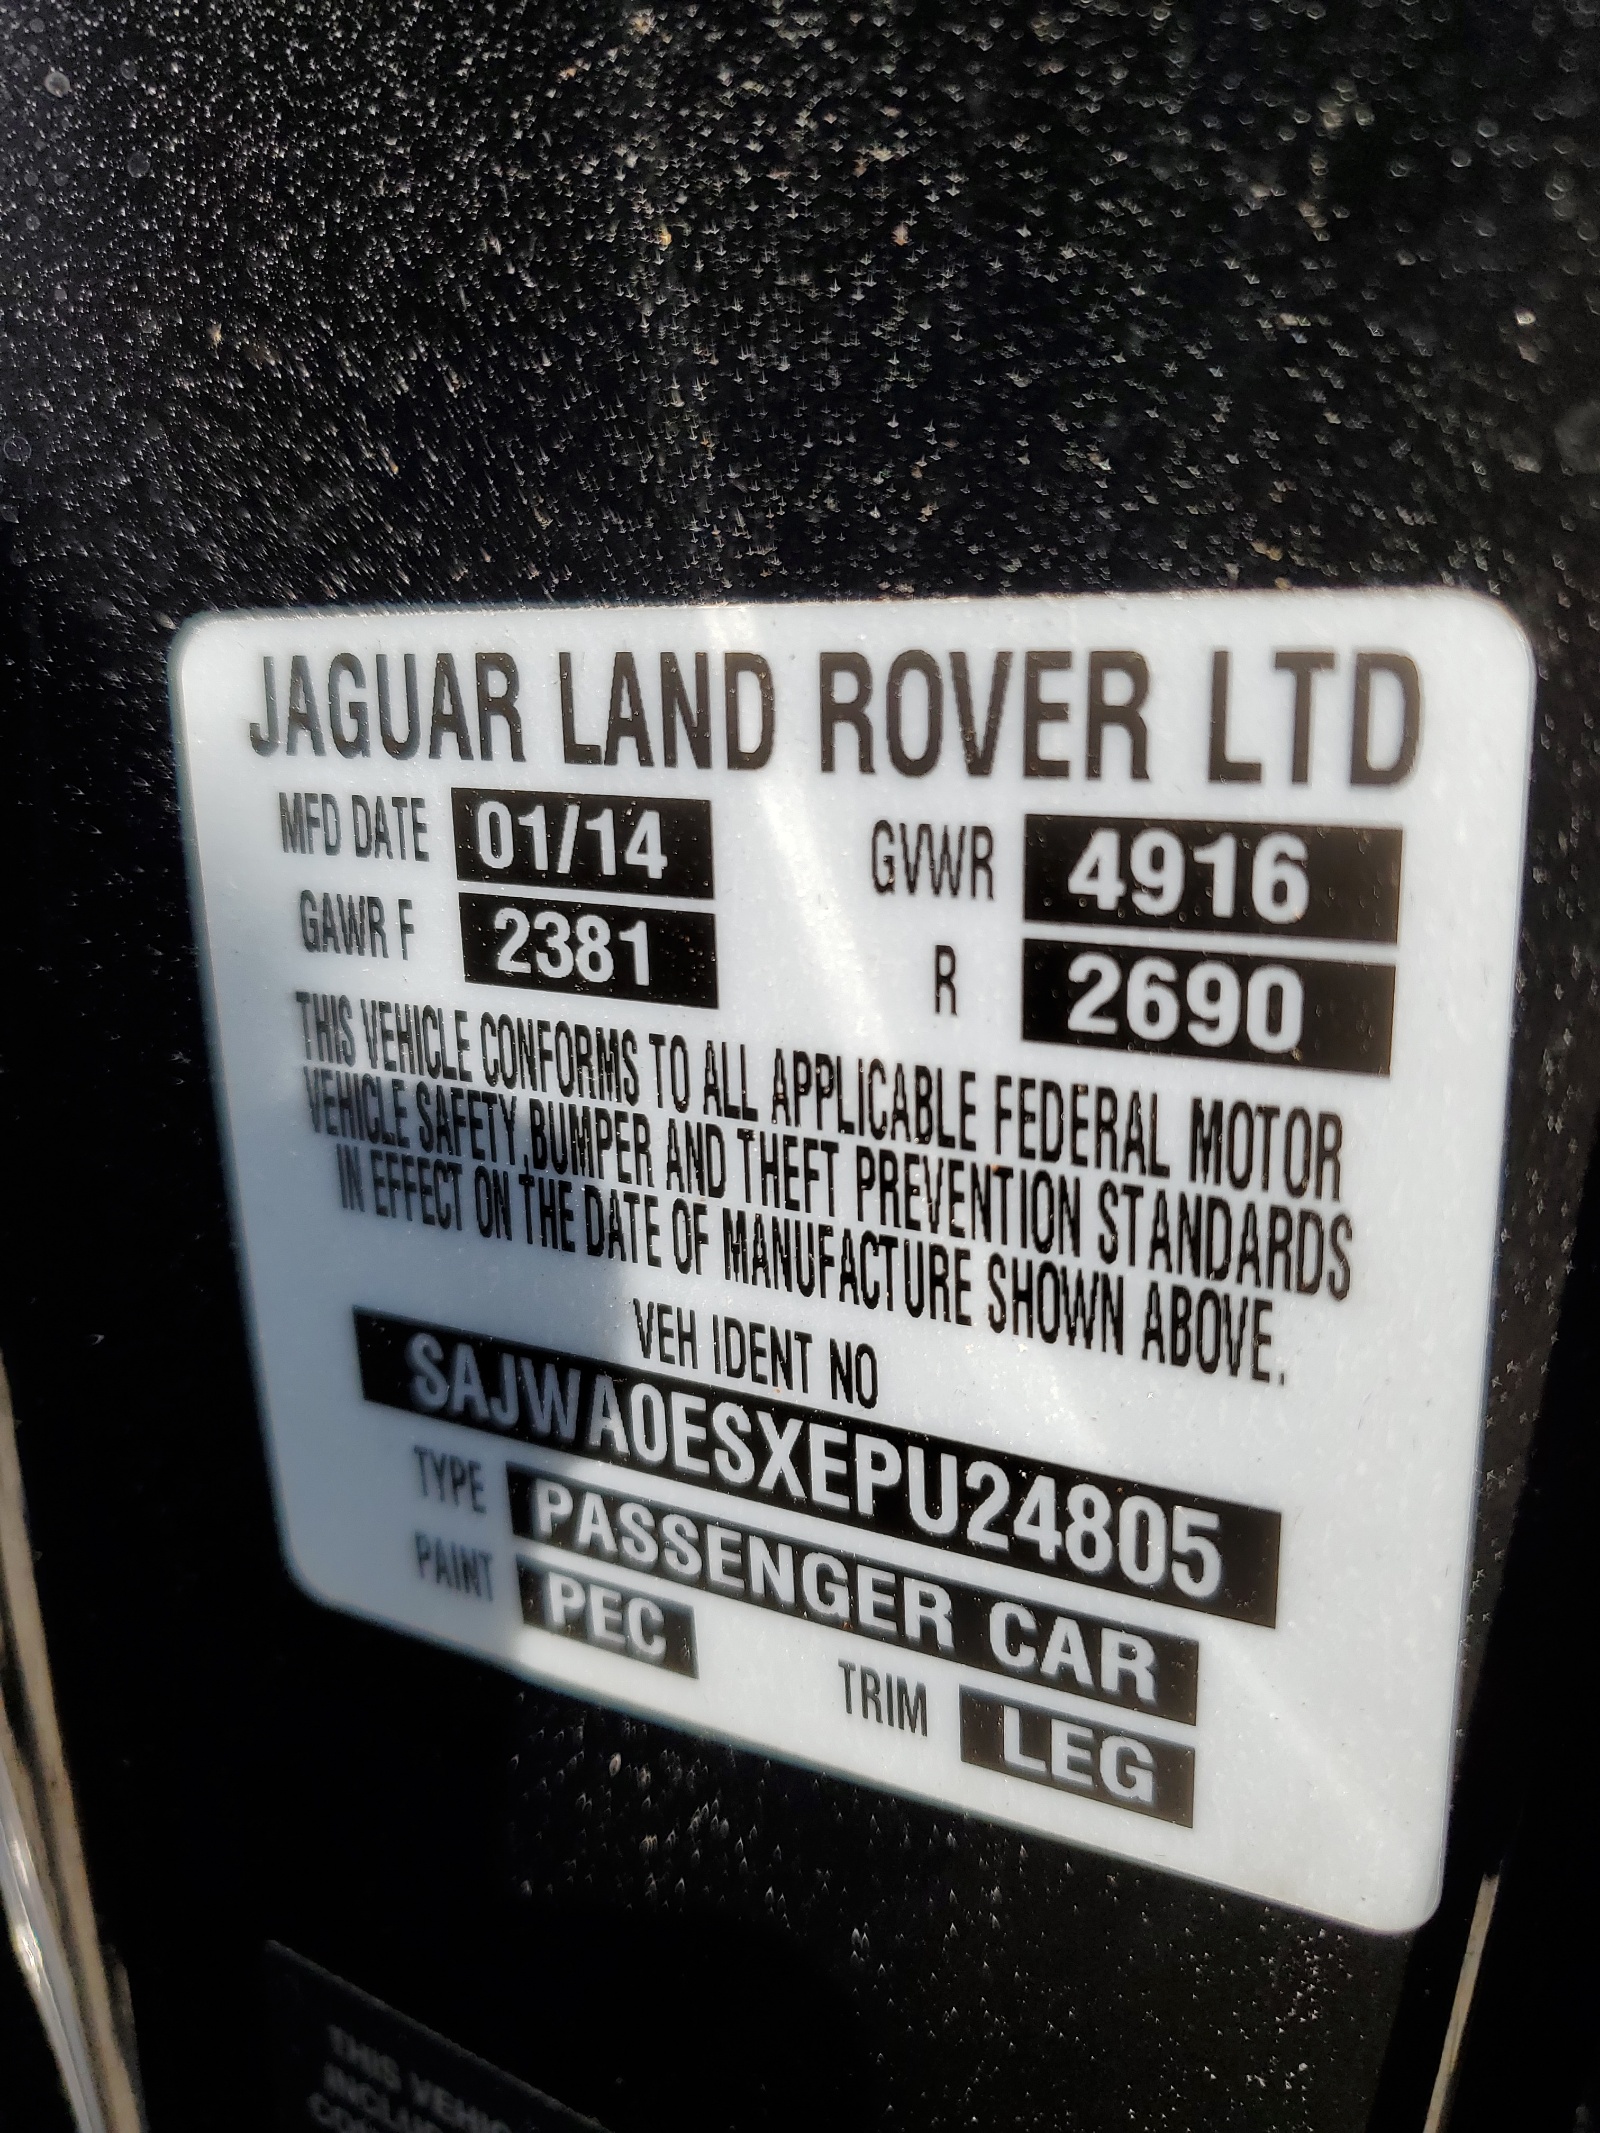 JAGUAR LAND ROVER LTD
MFD DATE 01/14 GVWR 4916
GAWR F 2381 R 2690
THIS VEHICLE CONFORMS TO ALL APPLICABLE FEDERAL MOTOR
VEHICLE SAFETY,BUMPER AND THEFT PREVENTION STANDARDS
IN EFFECT ON THE DATE OF MANUFACTURE SHOWN ABOVE.
VEH IDENT NO
SAJWA0ESXEPU24805
TYPE PASSENGER CAR
PAINT PEC TRIM LEG
THIS